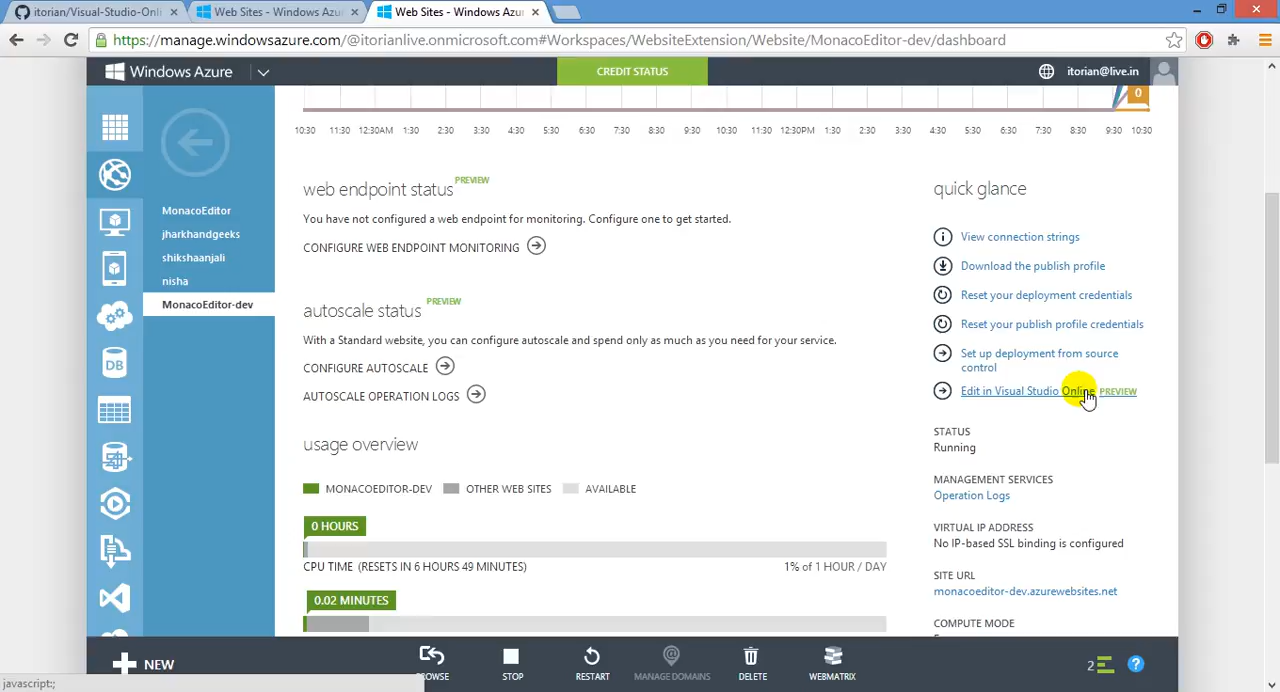 itorian/Visual-Studio-Onli
Web Sites - Windows Azu
Web Sites - Windows Azu
https://manage.windowsazure.com/@itorianlive.onmicrosoft.com#Workspaces/WebsiteExtension/Website/MonacoEditor-dev/dashboard
Windows Azure
CREDIT STATUS
itorian@live.in
0
10:30 11:30 12:30AM 1:30 2:30 3:30 4:30 5:30 6:30 7:30 8:30 9:30 10:30 11:30 12:30PM 1:30 2:30 3:30 4:30 5:30 6:30 7:30 8:30 9:30 10:30
MonacoEditor
jharkhandgeeks
shikshaanjali
nisha
MonacoEditor-dev
DB
web endpoint status PREVIEW
You have not configured a web endpoint for monitoring. Configure one to get started.
CONFIGURE WEB ENDPOINT MONITORING
autoscale status PREVIEW
With a Standard website, you can configure autoscale and spend only as much as you need for your service.
CONFIGURE AUTOSCALE
AUTOSCALE OPERATION LOGS
usage overview
MONACOEDITOR-DEV OTHER WEB SITES AVAILABLE
0 HOURS
CPU TIME (RESETS IN 6 HOURS 49 MINUTES) 1% of 1 HOUR / DAY
0.02 MINUTES
quick glance
View connection strings
Download the publish profile
Reset your deployment credentials
Reset your publish profile credentials
Set up deployment from source
control
Edit in Visual Studio Online PREVIEW
STATUS
Running
MANAGEMENT SERVICES
Operation Logs
VIRTUAL IP ADDRESS
No IP-based SSL binding is configured
SITE URL
monacoeditor-dev.azurewebsites.net
COMPUTE MODE
NEW
BROWSE
STOP
RESTART
MANAGE DOMAINS
DELETE
WEBMATRIX
2
?
javascript:;